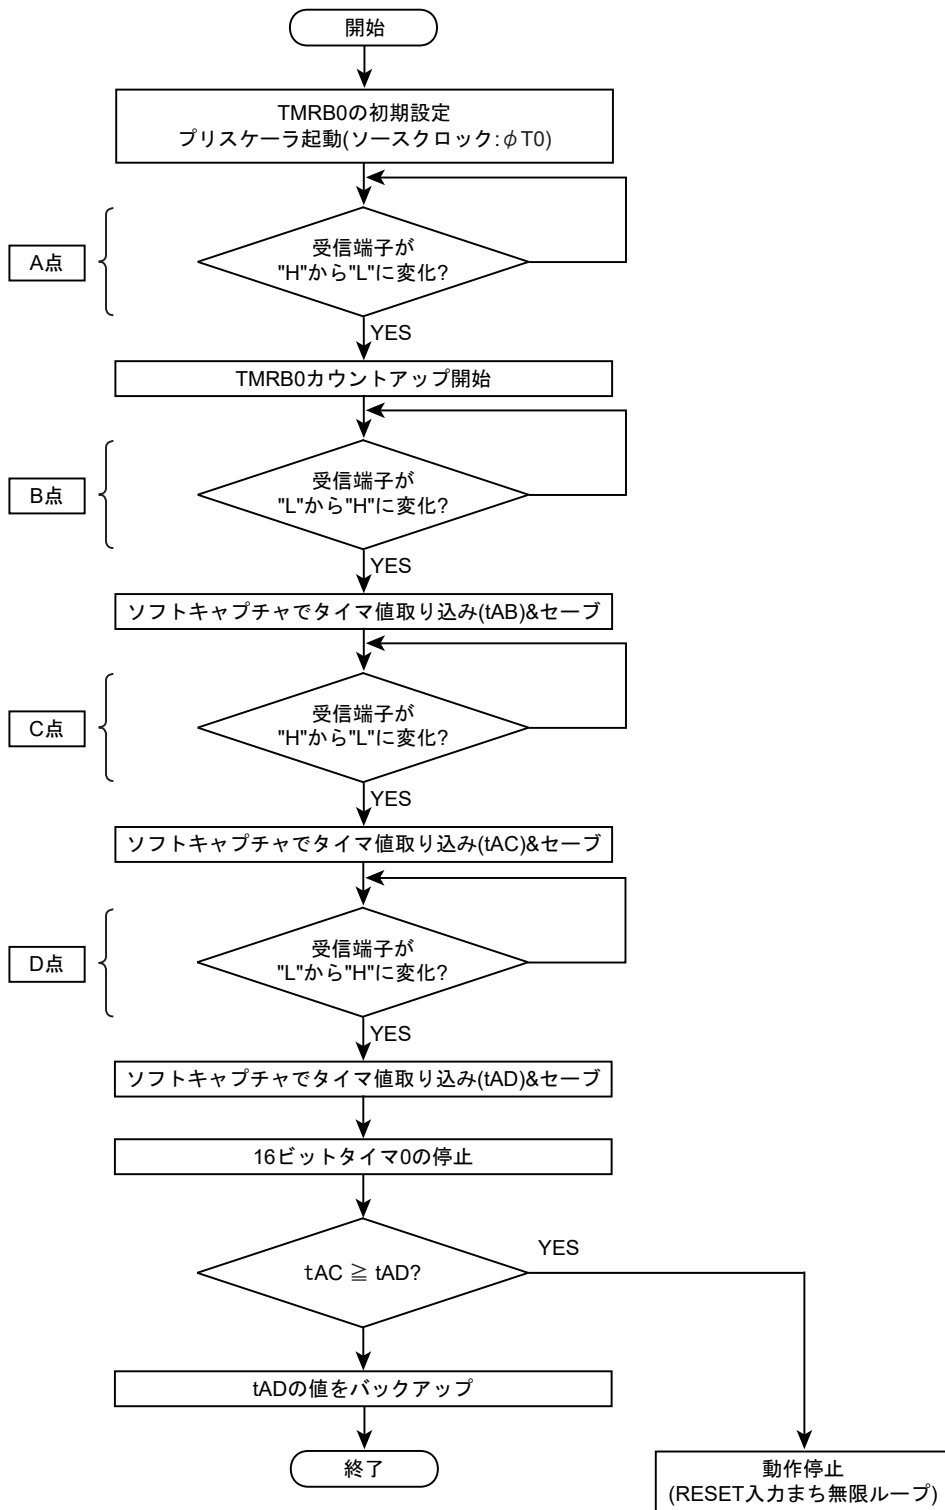 開始
TMRB0の初期設定
プリスケーラ起動(ソースクロック:φT0)
A点
受信端子が
"H"から"L"に変化?
YES
TMRB0カウントアップ開始
B点
受信端子が
"L"から"H"に変化?
YES
ソフトキャプチャでタイマ値取り込み(tAB)&セーブ
C点
受信端子が
"H"から"L"に変化?
YES
ソフトキャプチャでタイマ値取り込み(tAC)&セーブ
D点
受信端子が
"L"から"H"に変化?
YES
ソフトキャプチャでタイマ値取り込み(tAD)&セーブ
16ビットタイマ0の停止
tAC ≧ tAD?
YES
tADの値をバックアップ
終了
動作停止
(RESET入力まち無限ループ)